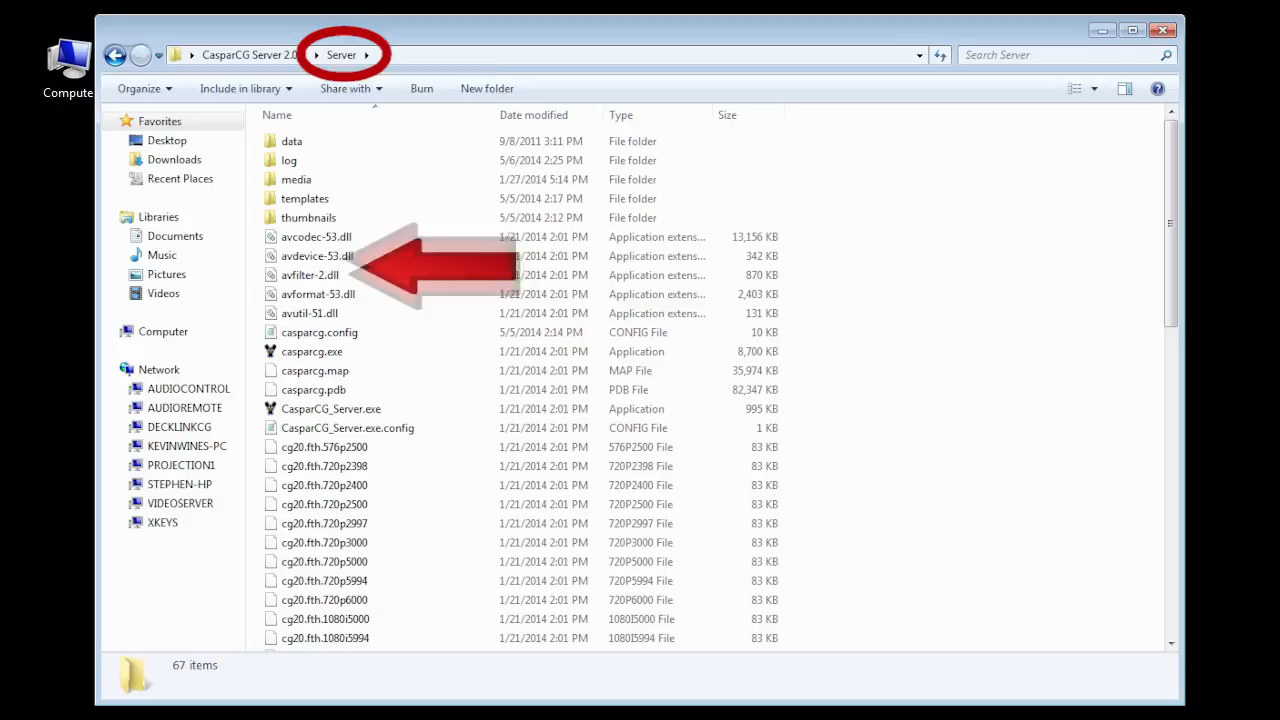 Compute
CasparCG Server 2.0 Server
Search Server
Organize Include in library Share with Burn New folder
Favorites
Desktop
Downloads
Recent Places
Libraries
Documents
Music
Pictures
Videos
Computer
Network
AUDIOCONTROL
AUDIOREMOTE
DECKLINKCG
KEVINWINES-PC
PROJECTION1
STEPHEN-HP
VIDEOSERVER
XKEYS
Name Date modified Type Size
data 9/8/2011 3:11 PM File folder
log 5/6/2014 2:25 PM File folder
media 1/27/2014 5:14 PM File folder
templates 5/5/2014 2:17 PM File folder
thumbnails 5/5/2014 2:12 PM File folder
avcodec-53.dll 1/21/2014 2:01 PM Application extens... 13,156 KB
avdevice-53.dll 1/21/2014 2:01 PM Application extens... 342 KB
avfilter-2.dll 1/21/2014 2:01 PM Application extens... 870 KB
avformat-53.dll 1/21/2014 2:01 PM Application extens... 2,403 KB
avutil-51.dll 1/21/2014 2:01 PM Application extens... 131 KB
casparcg.config 5/5/2014 2:14 PM CONFIG File 10 KB
casparcg.exe 1/21/2014 2:01 PM Application 8,700 KB
casparcg.map 1/21/2014 2:01 PM MAP File 35,974 KB
casparcg.pdb 1/21/2014 2:01 PM PDB File 82,347 KB
CasparCG_Server.exe 1/21/2014 2:01 PM Application 995 KB
CasparCG_Server.exe.config 1/21/2014 2:01 PM CONFIG File 1 KB
cg20.fth.576p2500 1/21/2014 2:01 PM 576P2500 File 83 KB
cg20.fth.720p2398 1/21/2014 2:01 PM 720P2398 File 83 KB
cg20.fth.720p2400 1/21/2014 2:01 PM 720P2400 File 83 KB
cg20.fth.720p2500 1/21/2014 2:01 PM 720P2500 File 83 KB
cg20.fth.720p2997 1/21/2014 2:01 PM 720P2997 File 83 KB
cg20.fth.720p3000 1/21/2014 2:01 PM 720P3000 File 83 KB
cg20.fth.720p5000 1/21/2014 2:01 PM 720P5000 File 83 KB
cg20.fth.720p5994 1/21/2014 2:01 PM 720P5994 File 83 KB
cg20.fth.720p6000 1/21/2014 2:01 PM 720P6000 File 83 KB
cg20.fth.1080i5000 1/21/2014 2:01 PM 1080I5000 File 83 KB
cg20.fth.1080i5994 1/21/2014 2:01 PM 1080I5994 File 83 KB
67 items